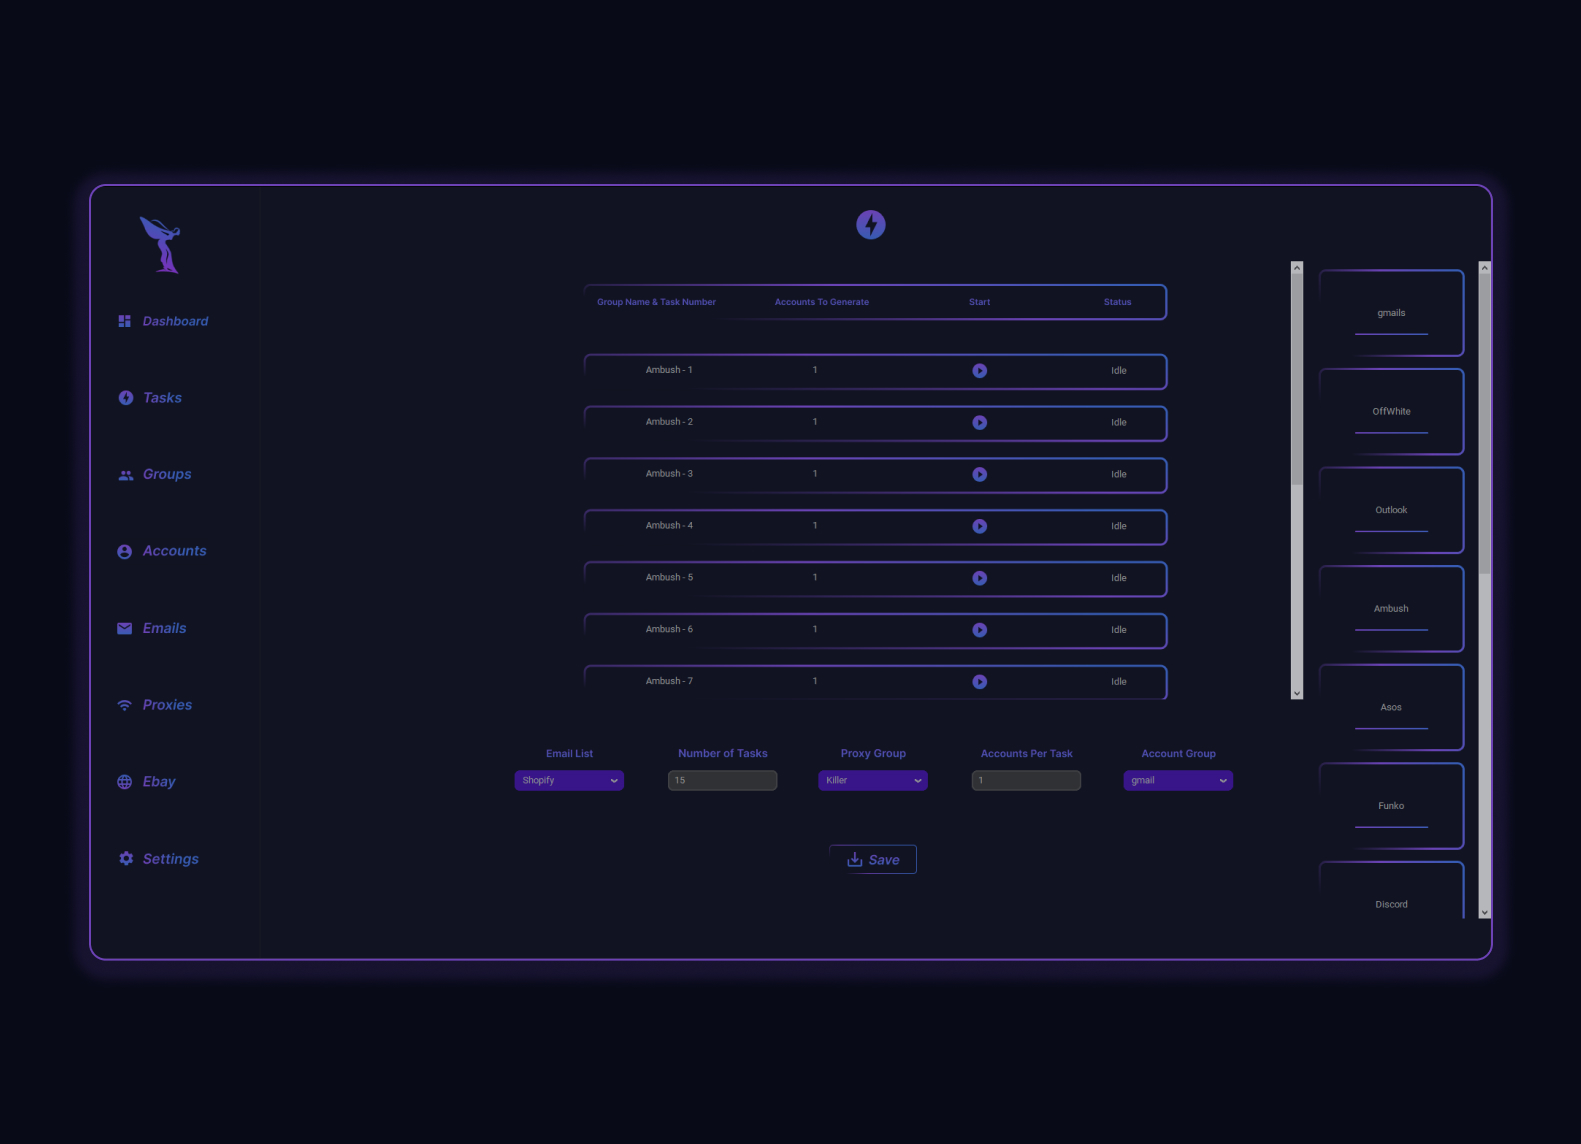 Dashboard
Tasks
Groups
Accounts
Emails
Proxies
Ebay
Settings
Group Name & Task Number Accounts To Generate Start Status
Ambush - 1 1 Idle
Ambush - 2 1 Idle
Ambush - 3 1 Idle
Ambush - 4 1 Idle
Ambush - 5 1 Idle
Ambush - 6 1 Idle
Ambush - 7 1 Idle
Email List Number of Tasks Proxy Group Accounts Per Task Account Group
Shopify 15 Killer 1 gmail
Save
gmails
OffWhite
Outlook
Ambush
Asos
Funko
Discord